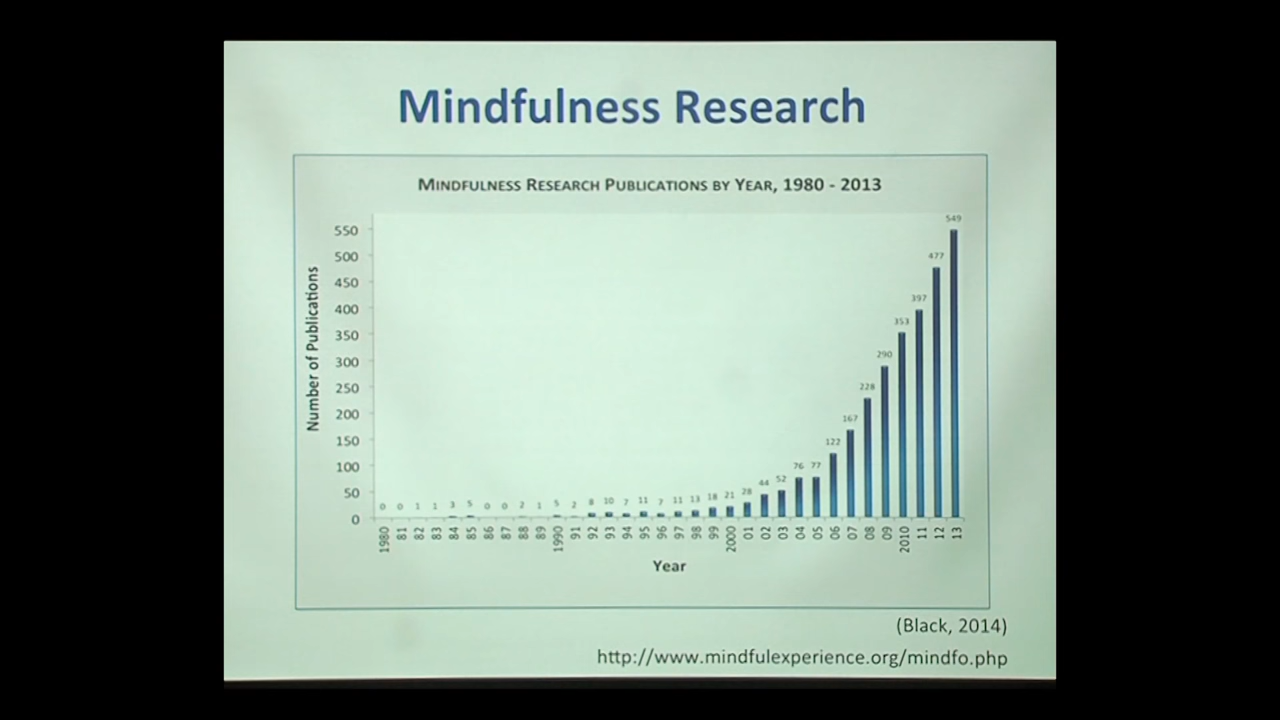 Mindfulness Research
MINDFULNESS RESEARCH PUBLICATIONS BY YEAR, 1980 - 2013
Number of Publications
550
500
450
400
350
300
250
200
150
100
50
0
0 0 1 1 3 5 0 0 2 1 5 2 8 10 7 11 7 11 13 18 21 28 44 52 76 77 122 167 228 290 353 397 477 549
1980 81 82 83 84 85 86 87 88 89 1990 91 92 93 94 95 96 97 98 99 2000 01 02 03 04 05 06 07 08 09 2010 11 12 13
Year
(Black, 2014)
http://www.mindfulexperience.org/mindfo.php